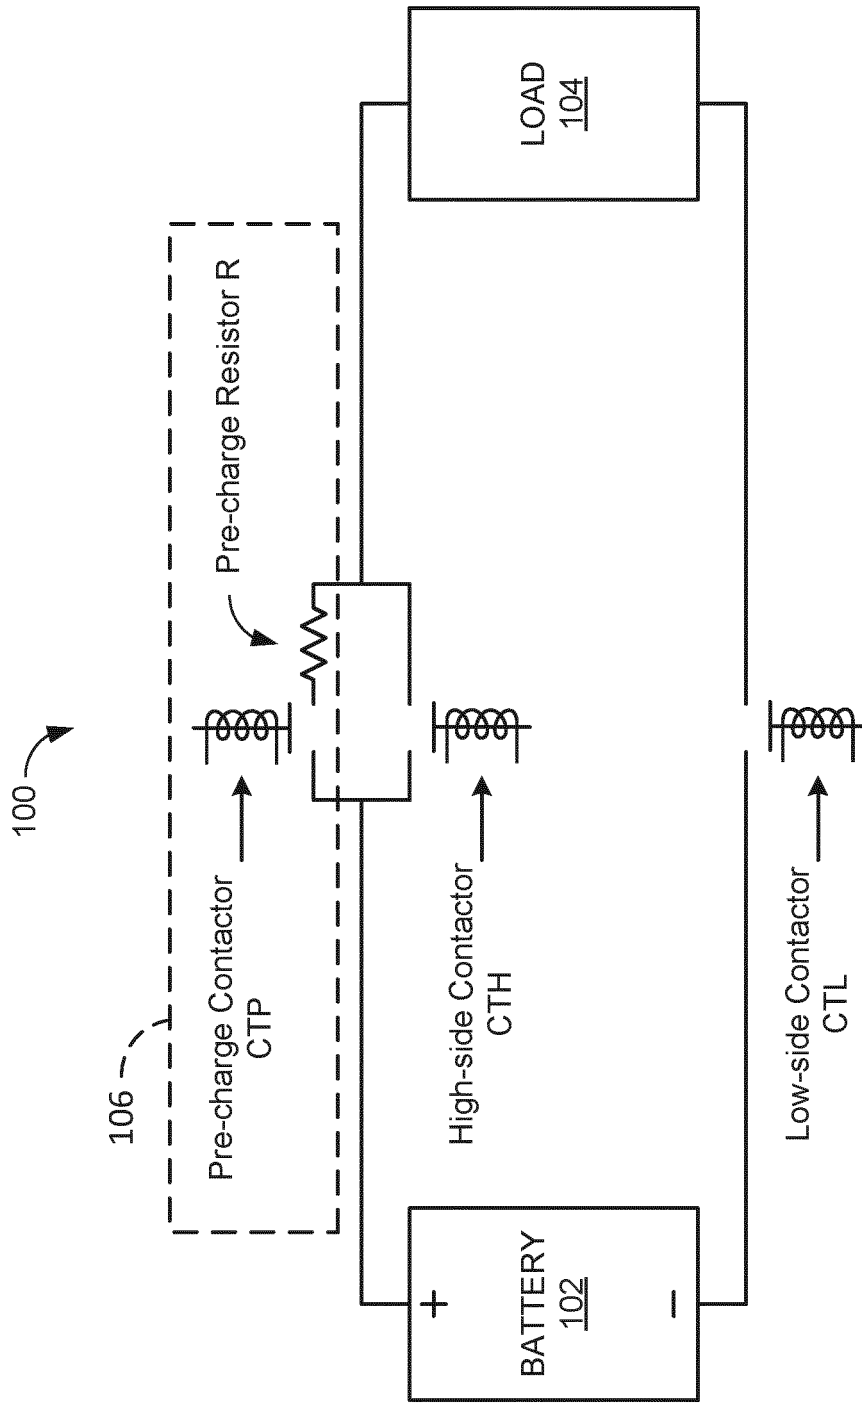 100
106
Pre-charge Contactor
CTP
Pre-charge Resistor R
High-side Contactor
CTH
Low-side Contactor
CTL
BATTERY
102
+
−
LOAD
104